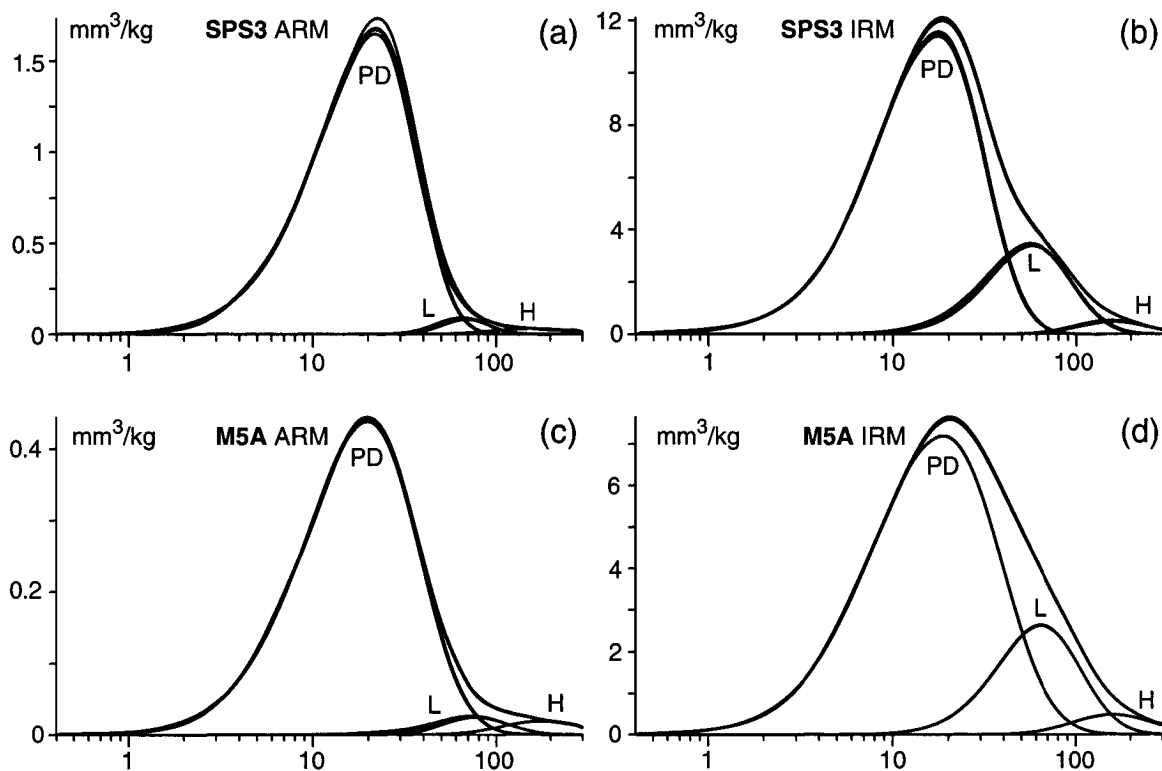 mm³/kg SPS3 ARM (a)
1.5
1
0.5
0
PD
L
H
1
10
100
mm³/kg SPS3 IRM (b)
12
8
4
0
PD
L
H
1
10
100
mm³/kg M5A ARM (c)
0.4
0.2
0
PD
L
H
1
10
100
mm³/kg M5A IRM (d)
6
4
2
0
PD
L
H
1
10
100